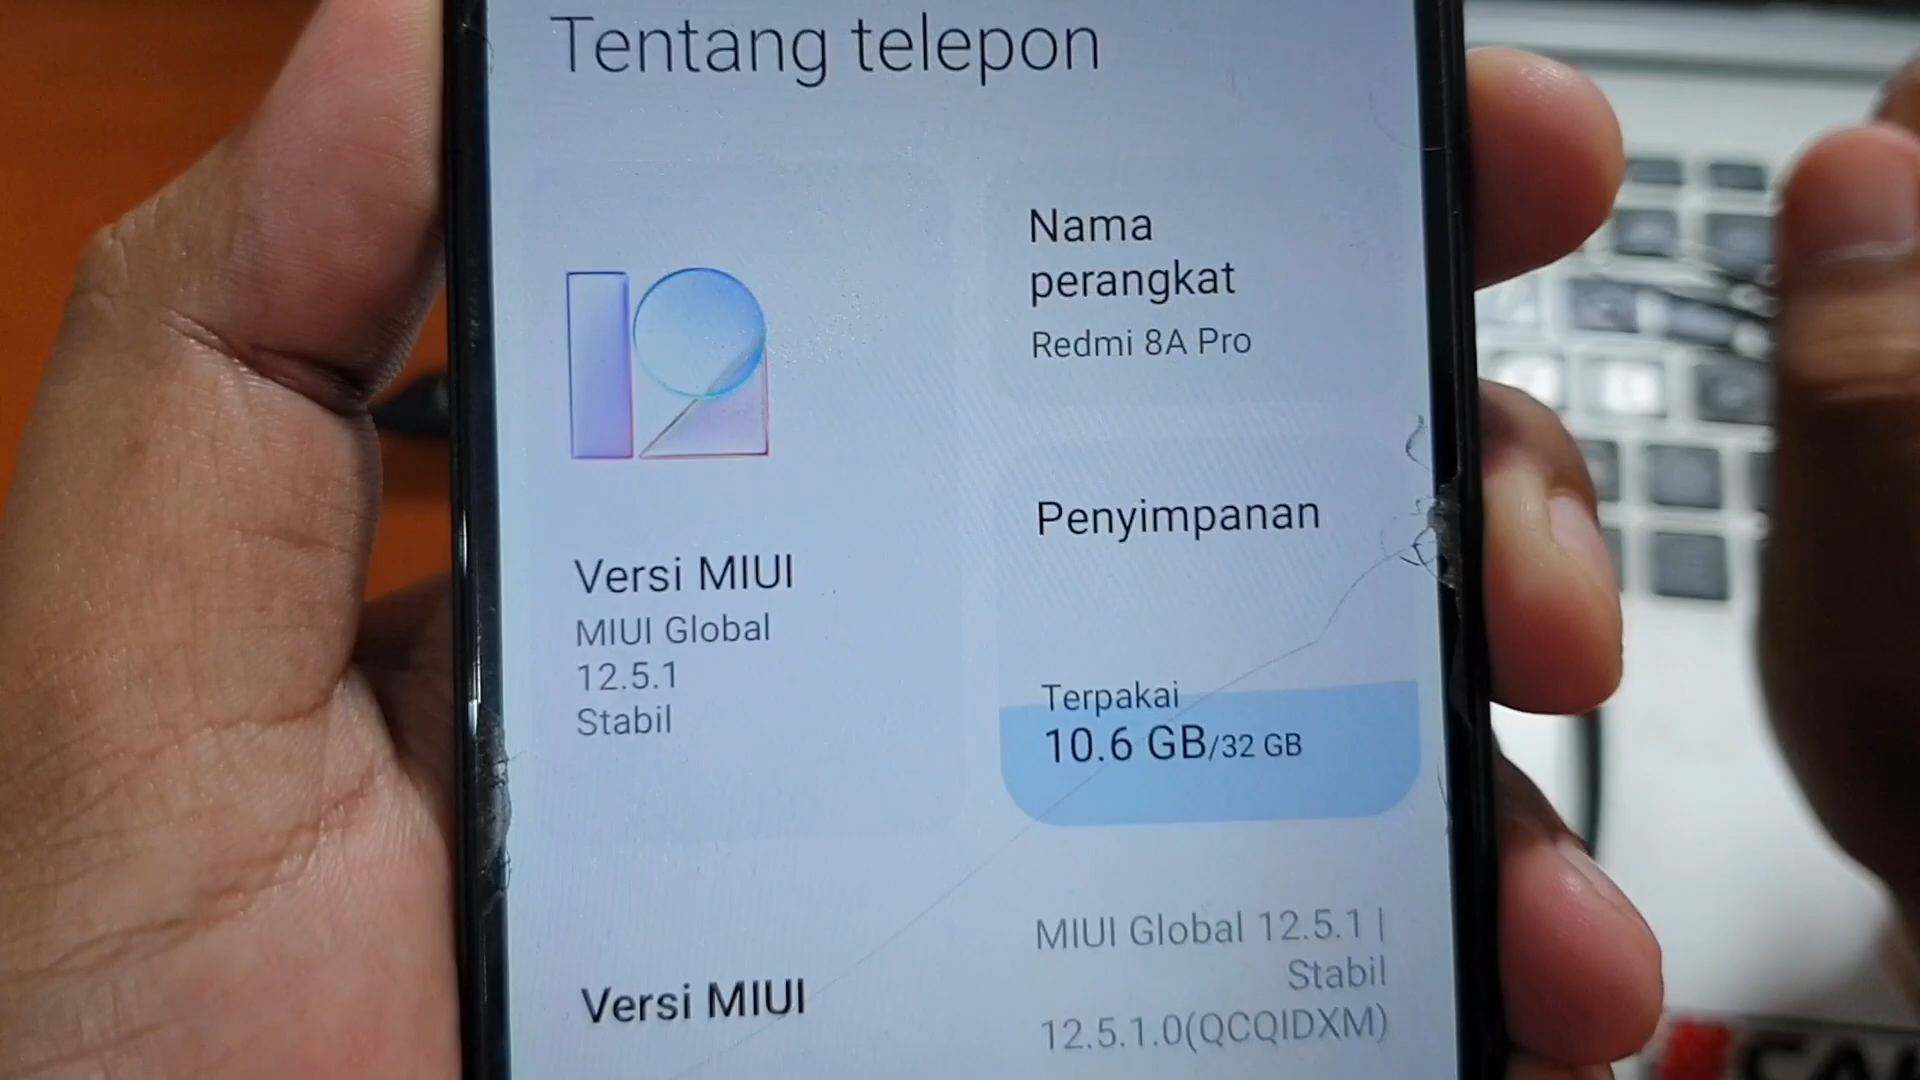 Tentang telepon
12
Versi MIUI
MIUI Global
12.5.1
Stabil
Nama
perangkat
Redmi 8A Pro
Penyimpanan
Terpakai
10.6 GB/32 GB
Versi MIUI
MIUI Global 12.5.1 |
Stabil
12.5.1.0(QCQIDXM)